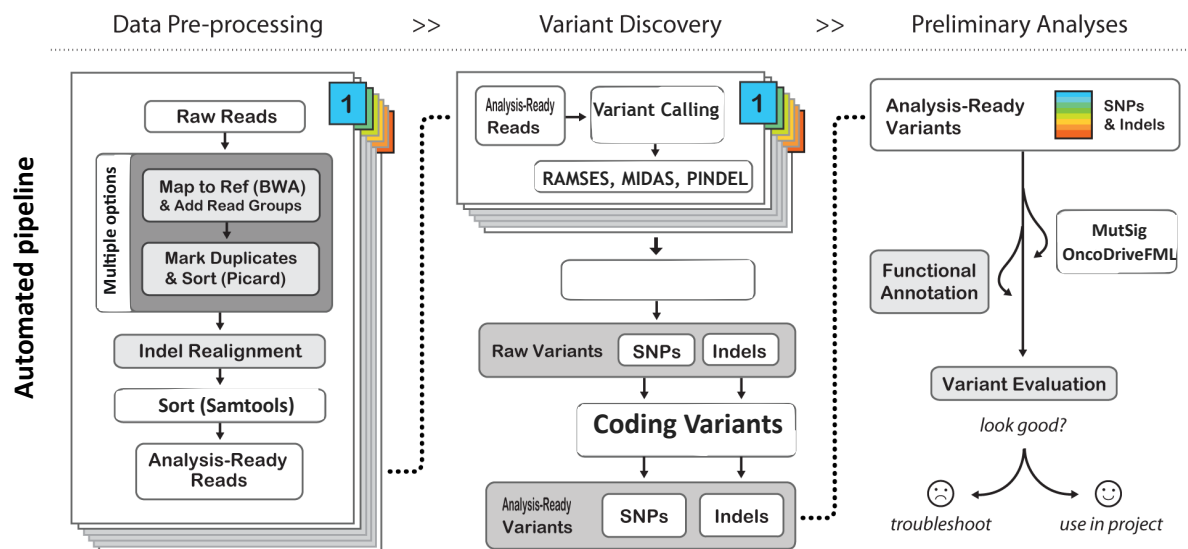 Data Pre-processing >> Variant Discovery >> Preliminary Analyses
Automated pipeline
1
Raw Reads
Multiple options
Map to Ref (BWA)
& Add Read Groups
Mark Duplicates
& Sort (Picard)
Indel Realignment
Sort (Samtools)
Analysis-Ready
Reads
1
Analysis-Ready
Reads
Variant Calling
RAMSES, MIDAS, PINDEL
Raw Variants
SNPs
Indels
Coding Variants
Analysis-Ready
Variants
SNPs
Indels
Analysis-Ready
Variants
SNPs
& Indels
MutSig
OncoDriveFML
Functional
Annotation
Variant Evaluation
look good?
troubleshoot
use in project